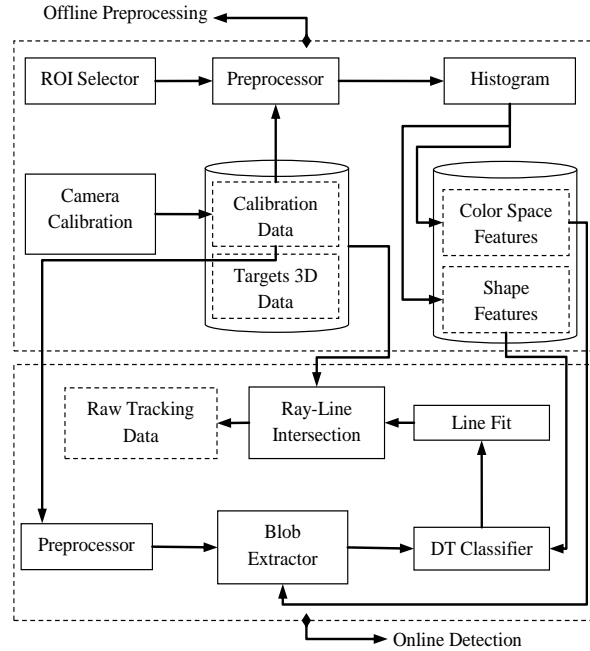 Offline Preprocessing
ROI Selector
Preprocessor
Histogram
Camera
Calibration
Calibration
Data
Targets 3D
Data
Color Space
Features
Shape
Features
Raw Tracking
Data
Ray-Line
Intersection
Line Fit
Preprocessor
Blob
Extractor
DT Classifier
Online Detection